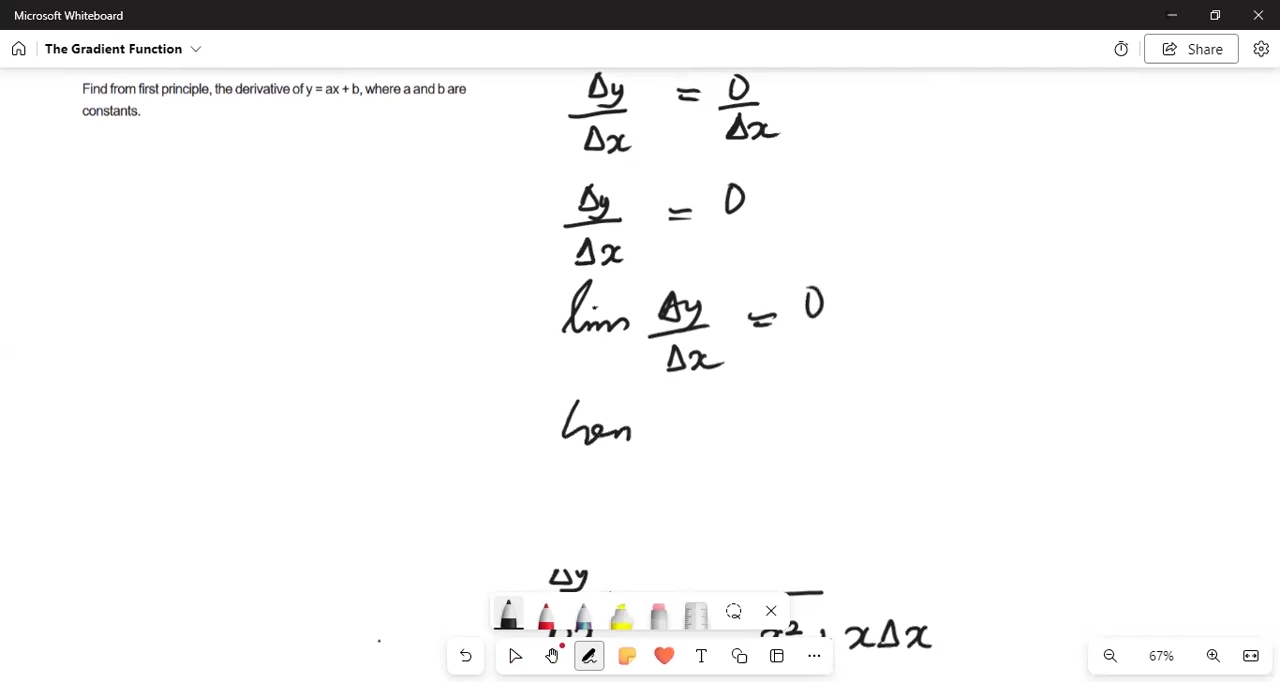 Microsoft Whiteboard
The Gradient Function
Share
Find from first principle, the derivative of y = ax + b, where a and b are
constants.
Δy/Δx = 0/Δx
Δy/Δx = 0
lim Δy/Δx = 0
hen
Δy
x² + xΔx
T
67%